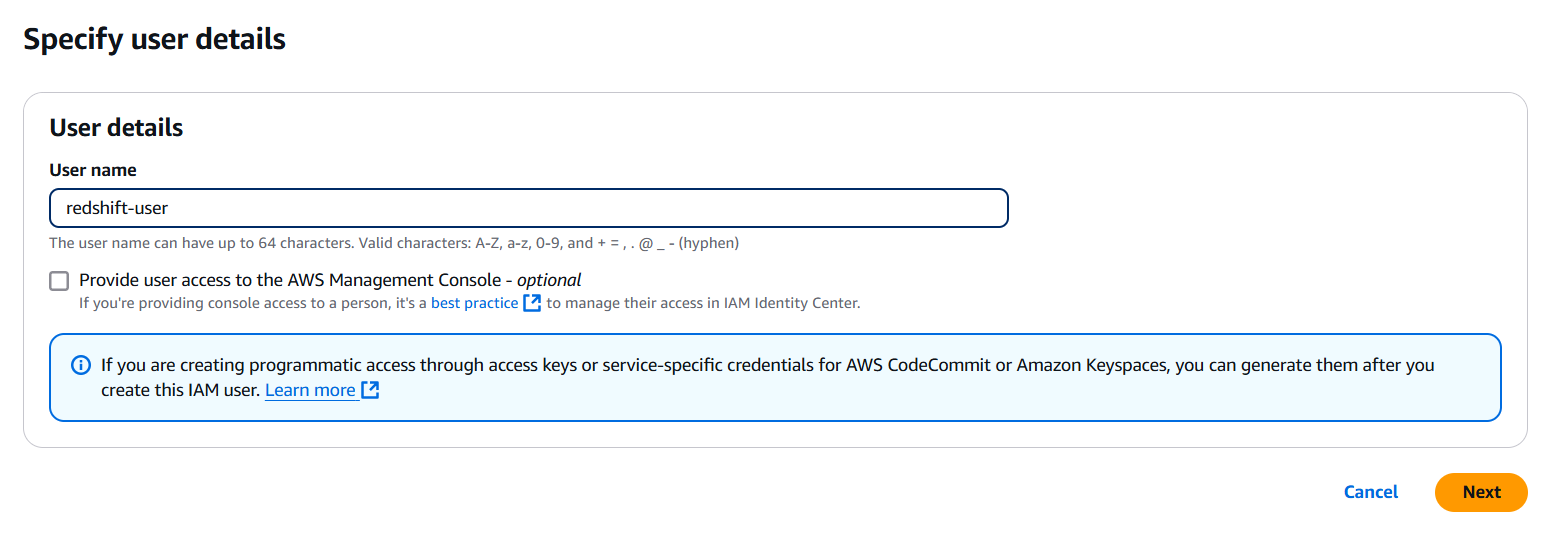 Specify user details
User details
User name
redshift-user
The user name can have up to 64 characters. Valid characters: A-Z, a-z, 0-9, and + = , . @ _ - (hyphen)
Provide user access to the AWS Management Console - optional
If you're providing console access to a person, it's a best practice to manage their access in IAM Identity Center.
If you are creating programmatic access through access keys or service-specific credentials for AWS CodeCommit or Amazon Keyspaces, you can generate them after you
create this IAM user. Learn more
Cancel
Next